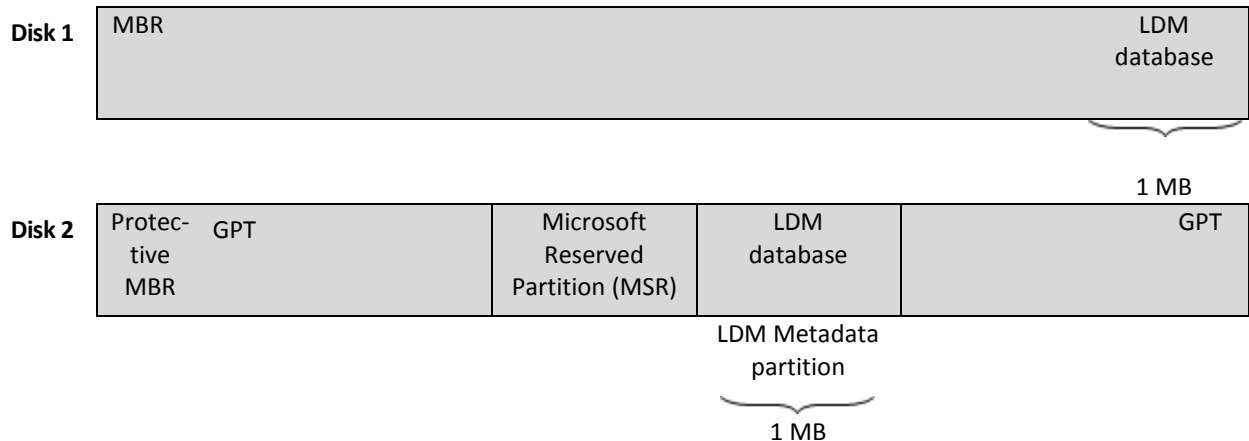 Disk 1
MBR
LDM
database
1 MB
Disk 2
Protec-
tive
MBR
GPT
Microsoft
Reserved
Partition (MSR)
LDM
database
GPT
LDM Metadata
partition
1 MB